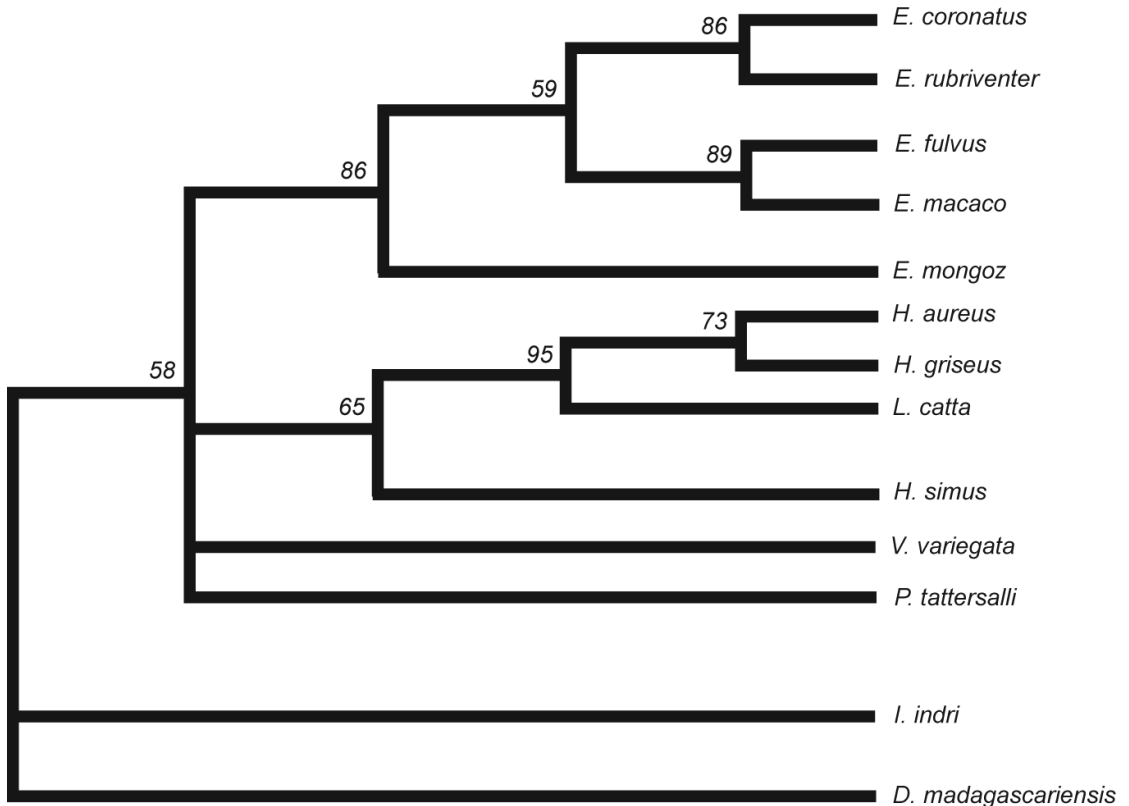 E. coronatus
86
E. rubriventer
59
E. fulvus
89
86
E. macaco
E. mongoz
H. aureus
73
H. griseus
95
58
65
L. catta
H. simus
V. variegata
P. tattersalli
I. indri
D. madagascariensis